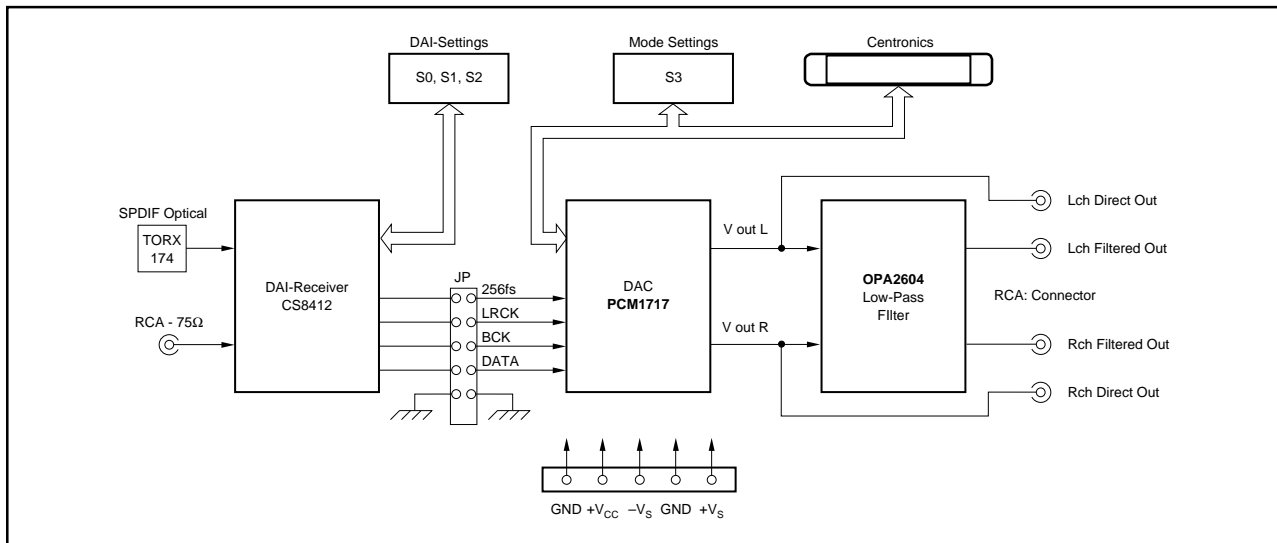 DAI-Settings
Mode Settings
Centronics
S0, S1, S2
S3
SPDIF Optical
TORX
174
RCA - 75Ω
DAI-Receiver
CS8412
JP
256fs
LRCK
BCK
DATA
DAC
PCM1717
V out L
V out R
OPA2604
Low-Pass
FIlter
Lch Direct Out
Lch Filtered Out
RCA: Connector
Rch Filtered Out
Rch Direct Out
GND +VCC –VS GND +VS